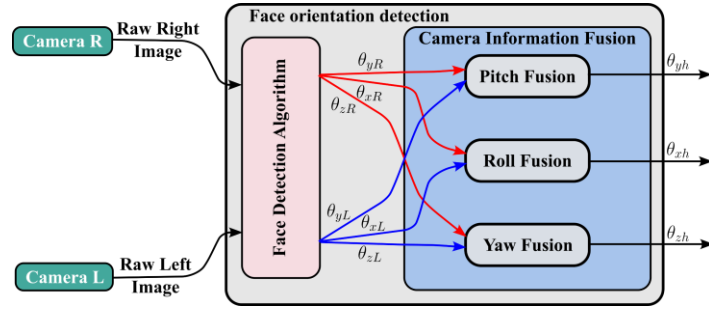 Face orientation detection
Camera R
Raw Right
Image
Camera Information Fusion
Face Detection Algorithm
θyR
θxR
θzR
Pitch Fusion
θyh
Roll Fusion
θxh
θyL
θxL
θzL
Yaw Fusion
θzh
Camera L
Raw Left
Image